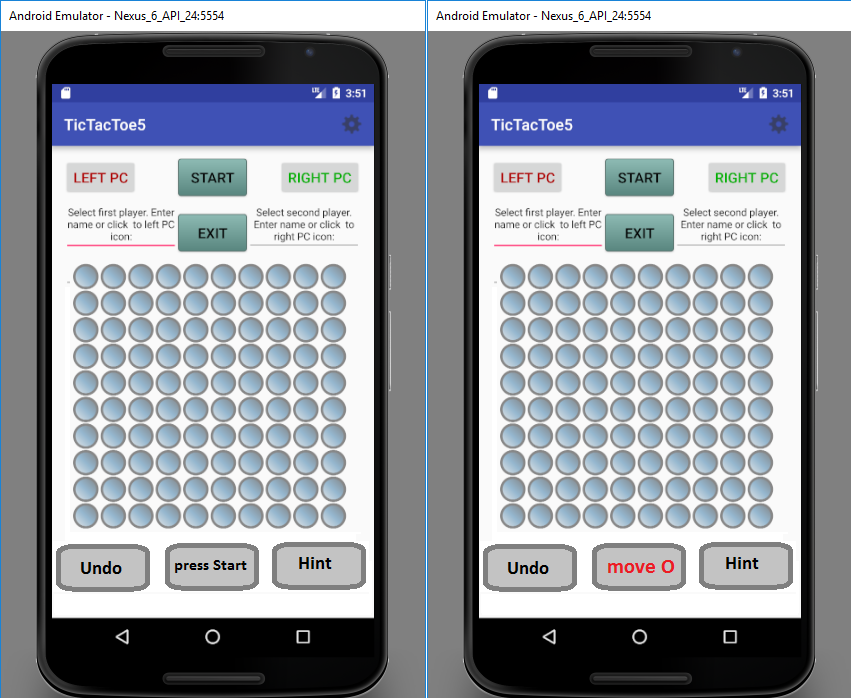 Android Emulator - Nexus_6_API_24:5554
LTE 3:51
TicTacToe5
LEFT PC
START
RIGHT PC
Select first player. Enter
name or click to left PC
icon:
EXIT
Select second player.
Enter name or click to
right PC icon:
Undo
press Start
Hint
Android Emulator - Nexus_6_API_24:5554
LTE 3:51
TicTacToe5
LEFT PC
START
RIGHT PC
Select first player. Enter
name or click to left PC
icon:
EXIT
Select second player.
Enter name or click to
right PC icon:
Undo
move O
Hint